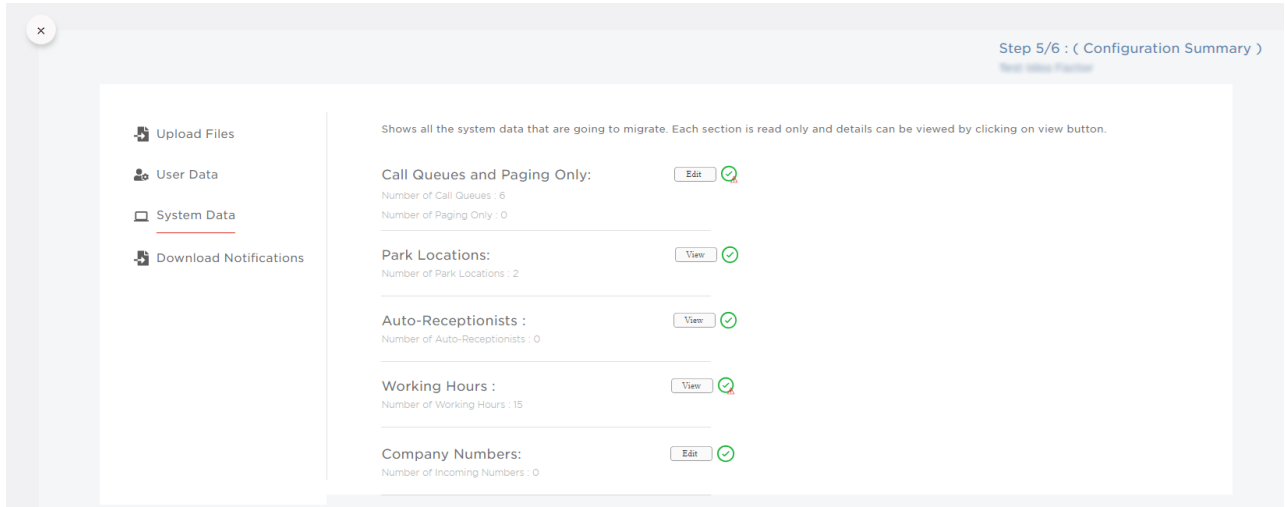 ×
Step 5/6 : ( Configuration Summary )
Upload Files
User Data
System Data
Download Notifications
Shows all the system data that are going to migrate. Each section is read only and details can be viewed by clicking on view button.
Call Queues and Paging Only:
Edit
Number of Call Queues : 6
Number of Paging Only : 0
Park Locations:
View
Number of Park Locations : 2
Auto-Receptionists :
View
Number of Auto-Receptionists : 0
Working Hours :
View
Number of Working Hours : 15
Company Numbers:
Edit
Number of Incoming Numbers : 0